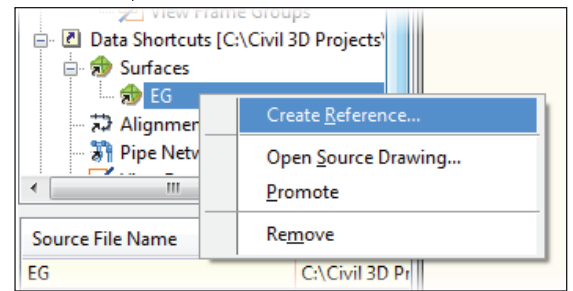 View Frame Groups
Data Shortcuts [C:\Civil 3D Projects'
Surfaces
EG
Create Reference...
Alignmen
Open Source Drawing...
Pipe Netw
Promote
Source File Name
Remove
EG
C:\Civil 3D Pr